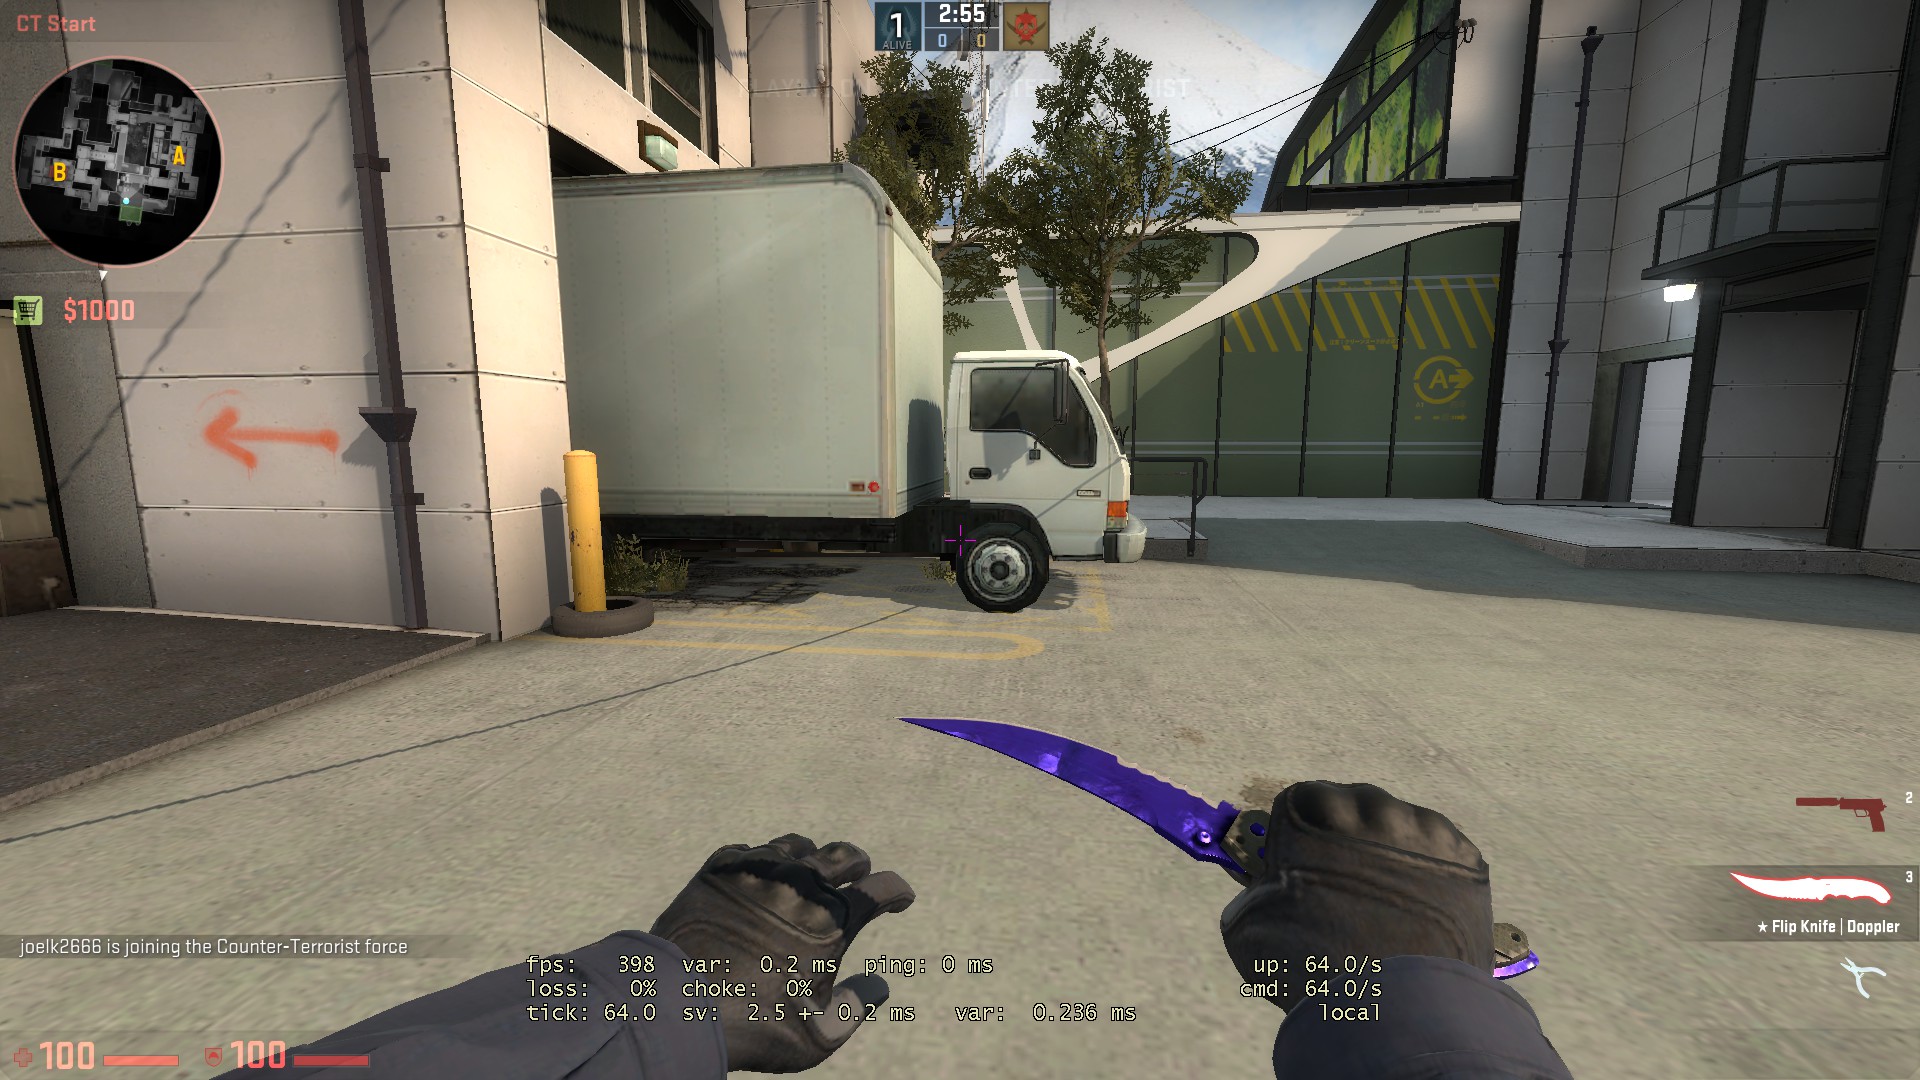 CT Start
1
ALIVE
2:55
0 0
B
A
$1000
A
2
3
★ Flip Knife | Doppler
joelk2666 is joining the Counter-Terrorist force
fps: 398 var: 0.2 ms ping: 0 ms
loss: 0% choke: 0%
tick: 64.0 sv: 2.5 +- 0.2 ms var: 0.236 ms
up: 64.0/s
cmd: 64.0/s
local
100
100